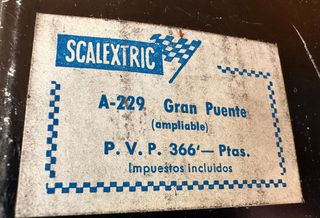 SCALEXTRIC
A-229 Gran Puente
(ampliable)
P. V. P. 366'— Ptas.
Impuestos incluidos